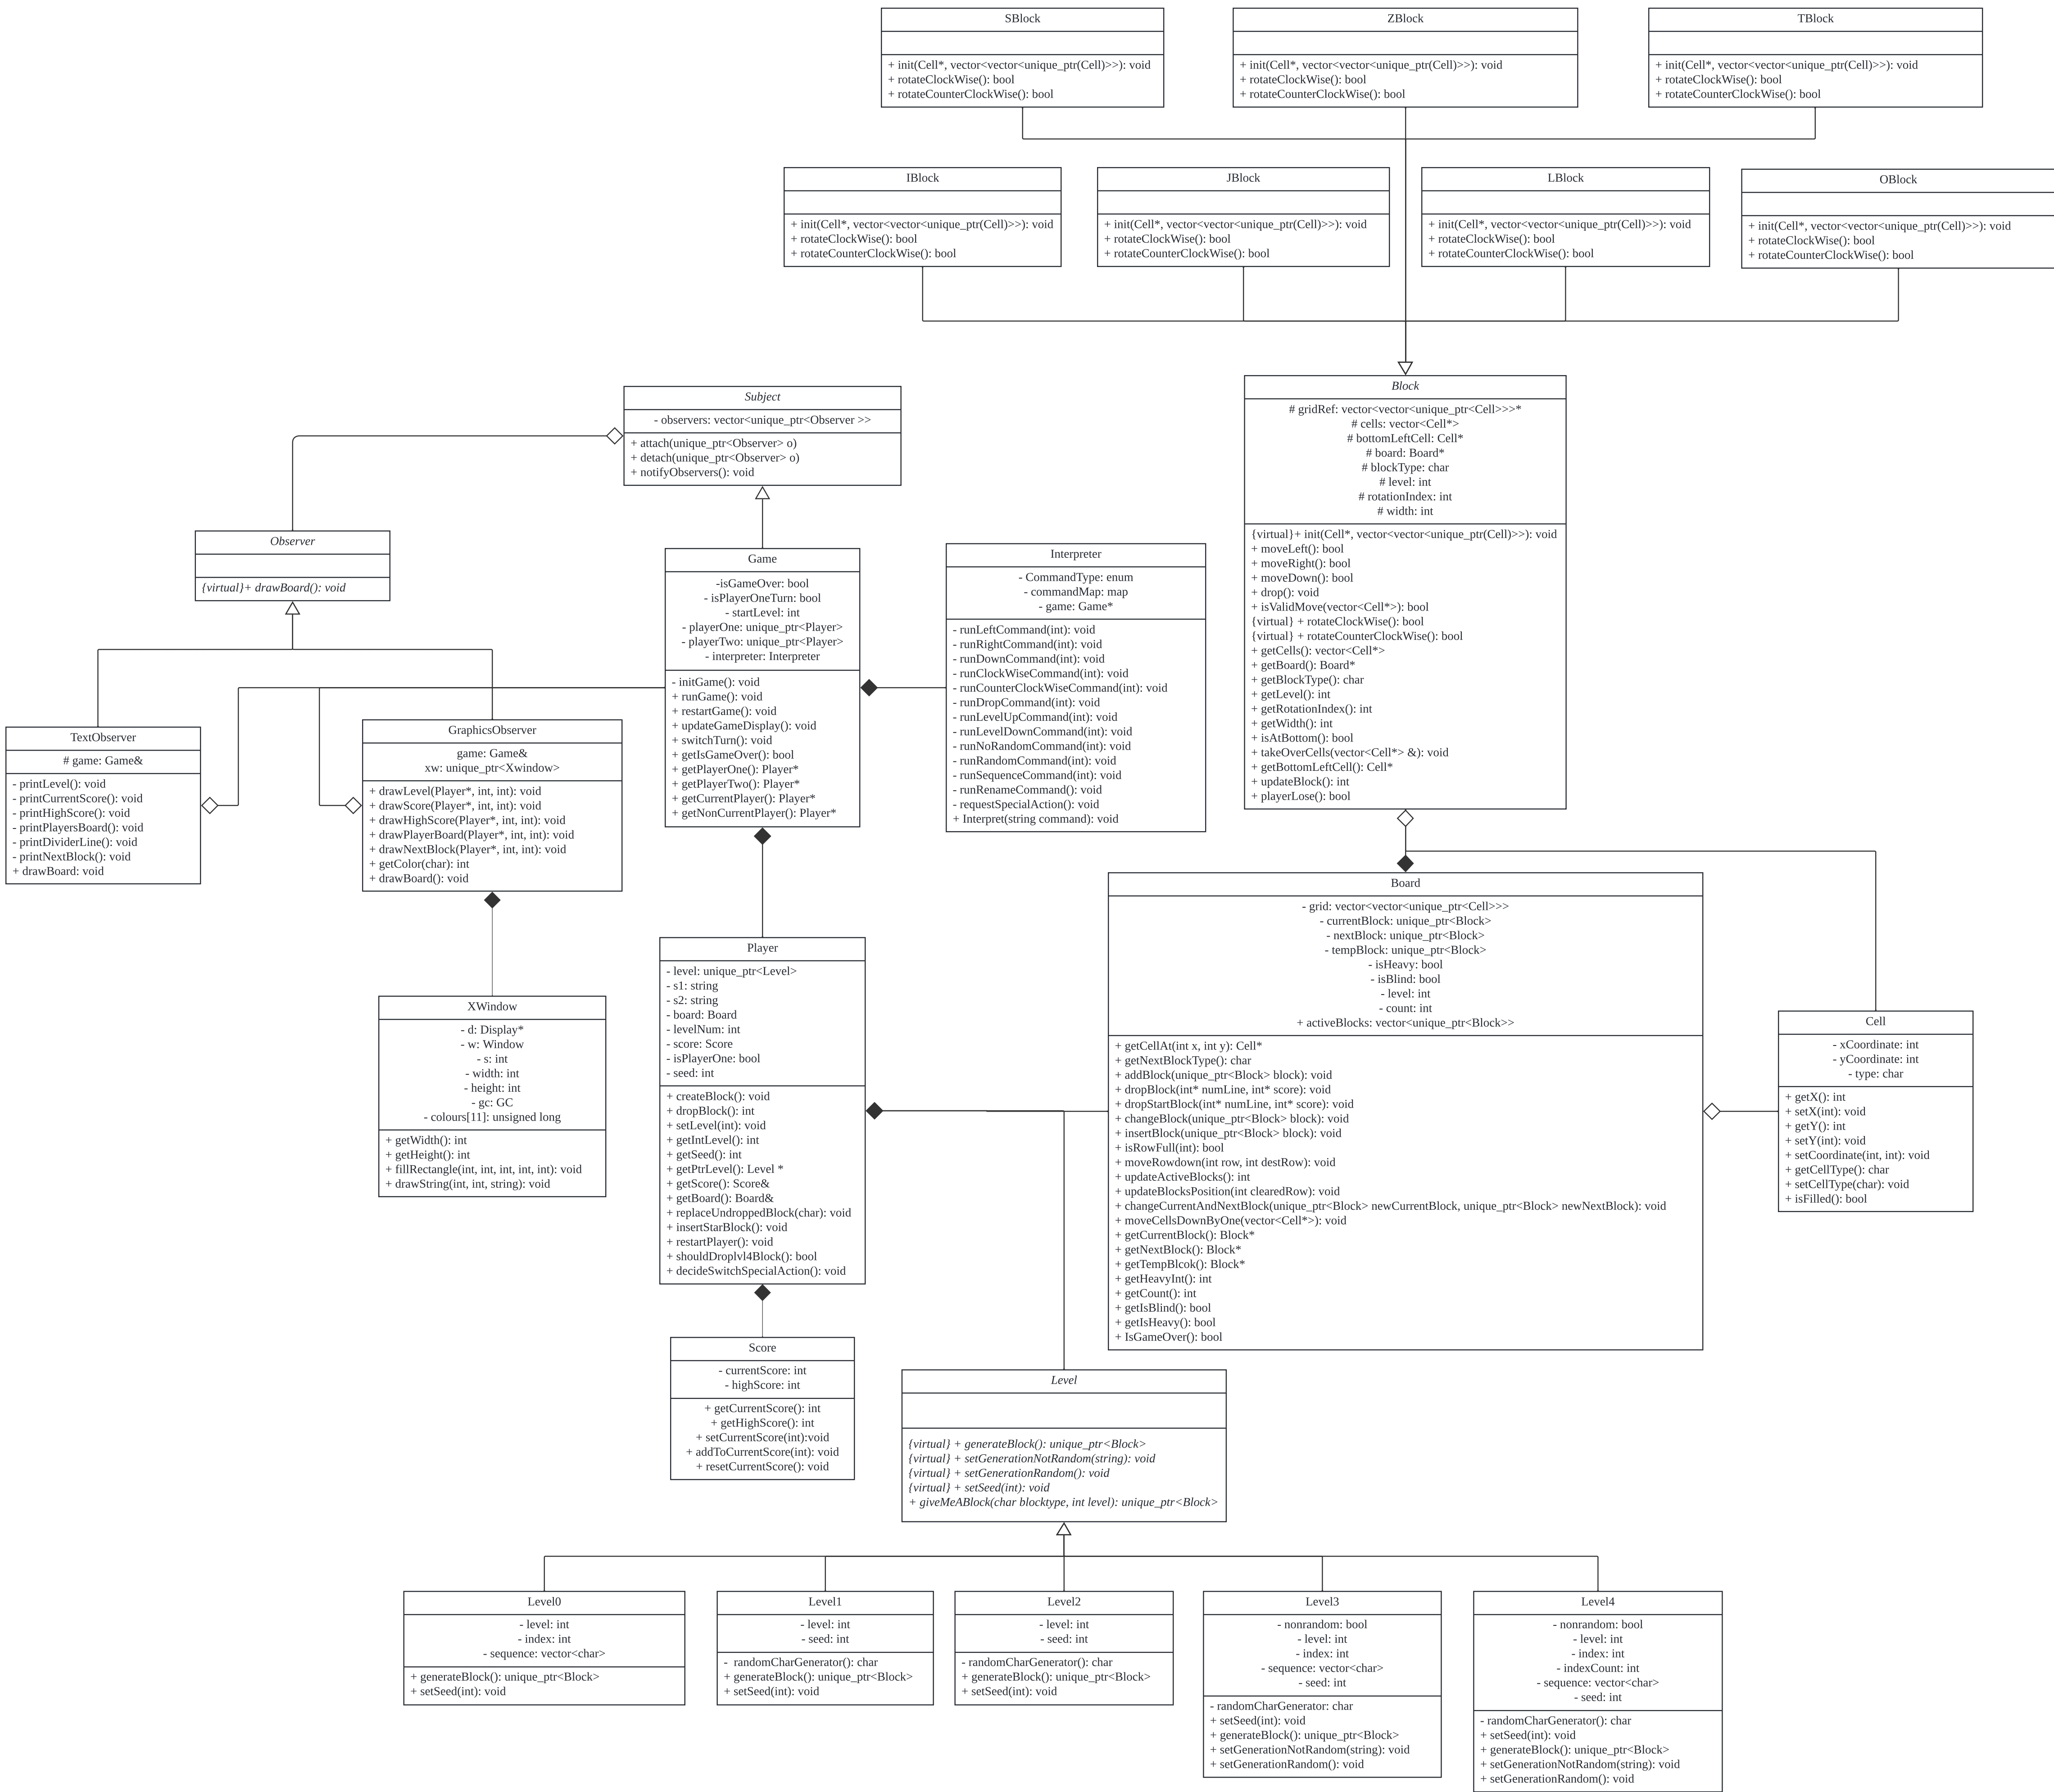 SBlock
+ init(Cell*, vector<vector<unique_ptr(Cell)>>): void
+ rotateClockWise(): bool
+ rotateCounterClockWise(): bool
ZBlock
+ init(Cell*, vector<vector<unique_ptr(Cell)>>): void
+ rotateClockWise(): bool
+ rotateCounterClockWise(): bool
TBlock
+ init(Cell*, vector<vector<unique_ptr(Cell)>>): void
+ rotateClockWise(): bool
+ rotateCounterClockWise(): bool
IBlock
+ init(Cell*, vector<vector<unique_ptr(Cell)>>): void
+ rotateClockWise(): bool
+ rotateCounterClockWise(): bool
JBlock
+ init(Cell*, vector<vector<unique_ptr(Cell)>>): void
+ rotateClockWise(): bool
+ rotateCounterClockWise(): bool
LBlock
+ init(Cell*, vector<vector<unique_ptr(Cell)>>): void
+ rotateClockWise(): bool
+ rotateCounterClockWise(): bool
OBlock
+ init(Cell*, vector<vector<unique_ptr(Cell)>>): void
+ rotateClockWise(): bool
+ rotateCounterClockWise(): bool
Subject
- observers: vector<unique_ptr<Observer >>
+ attach(unique_ptr<Observer> o)
+ detach(unique_ptr<Observer> o)
+ notifyObservers(): void
Block
# gridRef: vector<vector<unique_ptr<Cell>>>*
# cells: vector<Cell*>
# bottomLeftCell: Cell*
# board: Board*
# blockType: char
# level: int
# rotationIndex: int
# width: int
{virtual}+ init(Cell*, vector<vector<unique_ptr(Cell)>>): void
+ moveLeft(): bool
+ moveRight(): bool
+ moveDown(): bool
+ drop(): void
+ isValidMove(vector<Cell*>): bool
{virtual} + rotateClockWise(): bool
{virtual} + rotateCounterClockWise(): bool
+ getCells(): vector<Cell*>
+ getBoard(): Board*
+ getBlockType(): char
+ getLevel(): int
+ getRotationIndex(): int
+ getWidth(): int
+ isAtBottom(): bool
+ takeOverCells(vector<Cell*> &): void
+ getBottomLeftCell(): Cell*
+ updateBlock(): int
+ playerLose(): bool
Observer
{virtual}+ drawBoard(): void
Game
-isGameOver: bool
- isPlayerOneTurn: bool
- startLevel: int
- playerOne: unique_ptr<Player>
- playerTwo: unique_ptr<Player>
- interpreter: Interpreter
- initGame(): void
+ runGame(): void
+ restartGame(): void
+ updateGameDisplay(): void
+ switchTurn(): void
+ getIsGameOver(): bool
+ getPlayerOne(): Player*
+ getPlayerTwo(): Player*
+ getCurrentPlayer(): Player*
+ getNonCurrentPlayer(): Player*
Interpreter
- CommandType: enum
- commandMap: map
- game: Game*
- runLeftCommand(int): void
- runRightCommand(int): void
- runDownCommand(int): void
- runClockWiseCommand(int): void
- runCounterClockWiseCommand(int): void
- runDropCommand(int): void
- runLevelUpCommand(int): void
- runLevelDownCommand(int): void
- runNoRandomCommand(int): void
- runRandomCommand(int): void
- runSequenceCommand(int): void
- runRenameCommand(): void
- requestSpecialAction(): void
+ Interpret(string command): void
TextObserver
# game: Game&
- printLevel(): void
- printCurrentScore(): void
- printHighScore(): void
- printPlayersBoard(): void
- printDividerLine(): void
- printNextBlock(): void
+ drawBoard: void
GraphicsObserver
game: Game&
xw: unique_ptr<Xwindow>
+ drawLevel(Player*, int, int): void
+ drawScore(Player*, int, int): void
+ drawHighScore(Player*, int, int): void
+ drawPlayerBoard(Player*, int, int): void
+ drawNextBlock(Player*, int, int): void
+ getColor(char): int
+ drawBoard(): void
Board
- grid: vector<vector<unique_ptr<Cell>>>
- currentBlock: unique_ptr<Block>
- nextBlock: unique_ptr<Block>
- tempBlock: unique_ptr<Block>
- isHeavy: bool
- isBlind: bool
- level: int
- count: int
+ activeBlocks: vector<unique_ptr<Block>>
+ getCellAt(int x, int y): Cell*
+ getNextBlockType(): char
+ addBlock(unique_ptr<Block> block): void
+ dropBlock(int* numLine, int* score): void
+ dropStartBlock(int* numLine, int* score): void
+ changeBlock(unique_ptr<Block> block): void
+ insertBlock(unique_ptr<Block> block): void
+ isRowFull(int): bool
+ moveRowdown(int row, int destRow): void
+ updateActiveBlocks(): int
+ updateBlocksPosition(int clearedRow): void
+ changeCurrentAndNextBlock(unique_ptr<Block> newCurrentBlock, unique_ptr<Block> newNextBlock): void
+ moveCellsDownByOne(vector<Cell*>): void
+ getCurrentBlock(): Block*
+ getNextBlock(): Block*
+ getTempBlcok(): Block*
+ getHeavyInt(): int
+ getCount(): int
+ getIsBlind(): bool
+ getIsHeavy(): bool
+ IsGameOver(): bool
Player
- level: unique_ptr<Level>
- s1: string
- s2: string
- board: Board
- levelNum: int
- score: Score
- isPlayerOne: bool
- seed: int
+ createBlock(): void
+ dropBlock(): int
+ setLevel(int): void
+ getIntLevel(): int
+ getSeed(): int
+ getPtrLevel(): Level *
+ getScore(): Score&
+ getBoard(): Board&
+ replaceUndroppedBlock(char): void
+ insertStarBlock(): void
+ restartPlayer(): void
+ shouldDroplvl4Block(): bool
+ decideSwitchSpecialAction(): void
XWindow
- d: Display*
- w: Window
- s: int
- width: int
- height: int
- gc: GC
- colours[11]: unsigned long
+ getWidth(): int
+ getHeight(): int
+ fillRectangle(int, int, int, int, int): void
+ drawString(int, int, string): void
Cell
- xCoordinate: int
- yCoordinate: int
- type: char
+ getX(): int
+ setX(int): void
+ getY(): int
+ setY(int): void
+ setCoordinate(int, int): void
+ getCellType(): char
+ setCellType(char): void
+ isFilled(): bool
Score
- currentScore: int
- highScore: int
+ getCurrentScore(): int
+ getHighScore(): int
+ setCurrentScore(int):void
+ addToCurrentScore(int): void
+ resetCurrentScore(): void
Level
{virtual} + generateBlock(): unique_ptr<Block>
{virtual} + setGenerationNotRandom(string): void
{virtual} + setGenerationRandom(): void
{virtual} + setSeed(int): void
+ giveMeABlock(char blocktype, int level): unique_ptr<Block>
Level0
- level: int
- index: int
- sequence: vector<char>
+ generateBlock(): unique_ptr<Block>
+ setSeed(int): void
Level1
- level: int
- seed: int
- randomCharGenerator(): char
+ generateBlock(): unique_ptr<Block>
+ setSeed(int): void
Level2
- level: int
- seed: int
- randomCharGenerator(): char
+ generateBlock(): unique_ptr<Block>
+ setSeed(int): void
Level3
- nonrandom: bool
- level: int
- index: int
- sequence: vector<char>
- seed: int
- randomCharGenerator: char
+ setSeed(int): void
+ generateBlock(): unique_ptr<Block>
+ setGenerationNotRandom(string): void
+ setGenerationRandom(): void
Level4
- nonrandom: bool
- level: int
- index: int
- indexCount: int
- sequence: vector<char>
- seed: int
- randomCharGenerator(): char
+ setSeed(int): void
+ generateBlock(): unique_ptr<Block>
+ setGenerationNotRandom(string): void
+ setGenerationRandom(): void